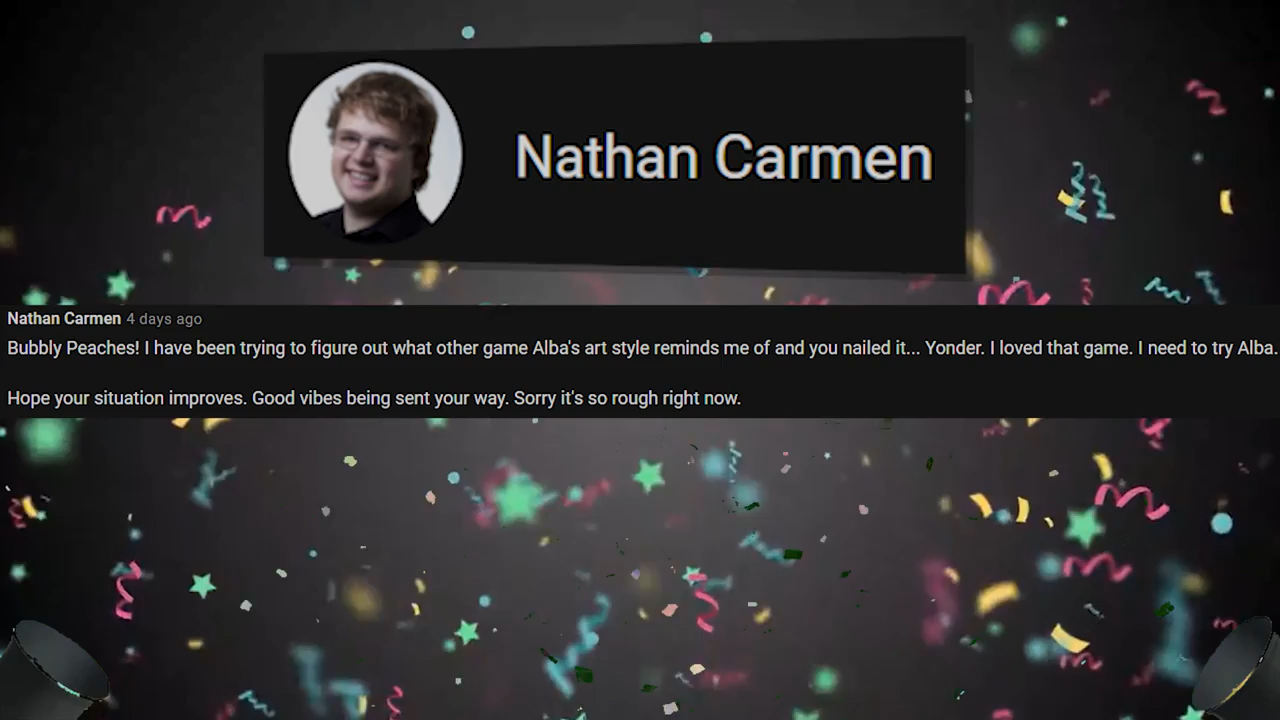 Nathan Carmen
Nathan Carmen 4 days ago
Bubbly Peaches! I have been trying to figure out what other game Alba's art style reminds me of and you nailed it... Yonder. I loved that game. I need to try Alba.
Hope your situation improves. Good vibes being sent your way. Sorry it's so rough right now.